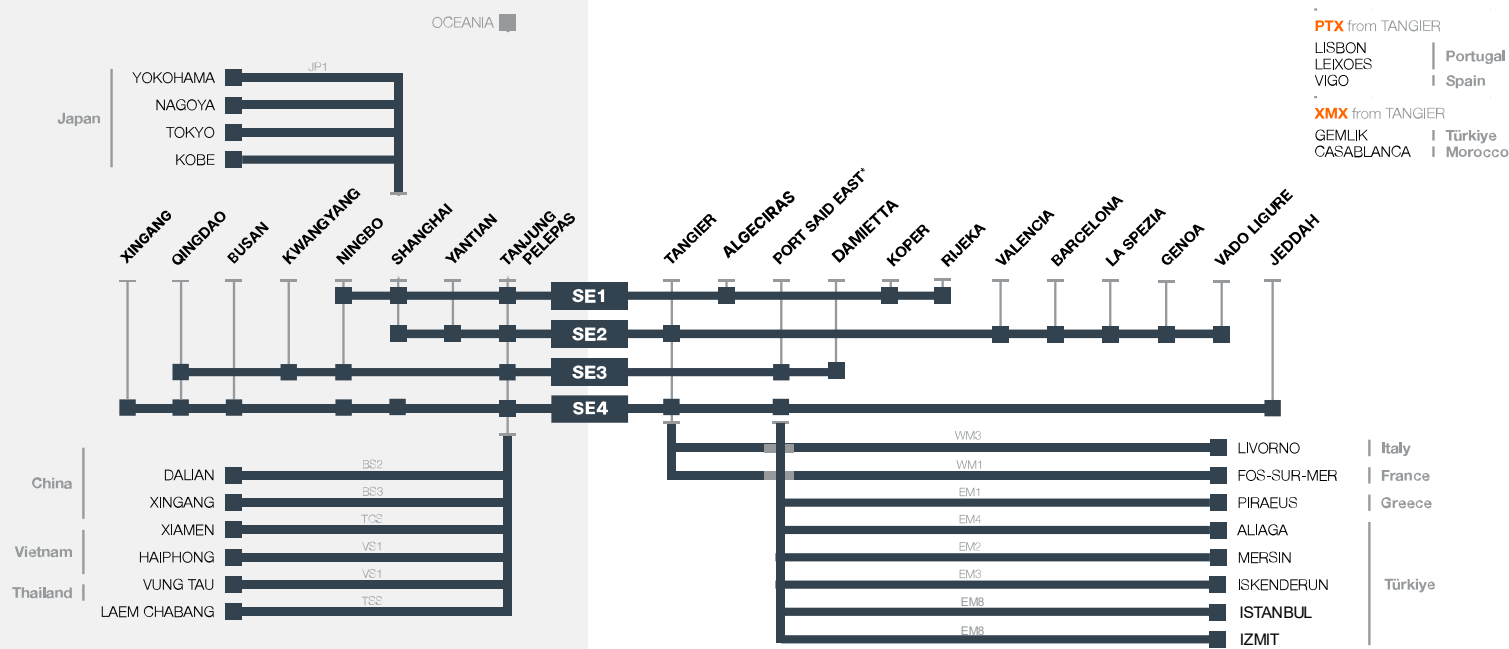 OCEANIA
PTX from TANGIER
LISBON
LEIXOES
Portugal
VIGO
Spain
XMX from TANGIER
GEMLIK
Türkiye
CASABLANCA
Morocco
JP1
Japan
YOKOHAMA
NAGOYA
TOKYO
KOBE
XINGANG
QINGDAO
BUSAN
KWANGYANG
NINGBO
SHANGHAI
YANTIAN
TANJUNG
PELEPAS
TANGIER
ALGECIRAS
PORT SAID EAST*
DAMIETTA
KOPER
RIJEKA
VALENCIA
BARCELONA
LA SPEZIA
GENOA
VADO LIGURE
JEDDAH
SE1
SE2
SE3
SE4
China
Vietnam
Thailand
DALIAN
BS2
XINGANG
BS3
XIAMEN
TCS
HAIPHONG
VS1
VUNG TAU
VS1
LAEM CHABANG
TSS
WM3
LIVORNO
Italy
WM1
FOS-SUR-MER
France
EM1
PIRAEUS
Greece
EM4
ALIAGA
EM2
MERSIN
EM3
ISKENDERUN
Türkiye
EM8
ISTANBUL
EM8
IZMIT